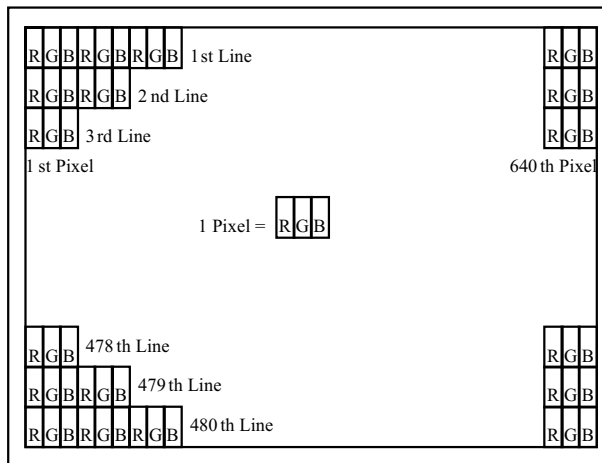 RGBRGBRGB 1st Line RGB
RGBRGB 2nd Line RGB
RGB 3rd Line RGB
1st Pixel 640th Pixel
1 Pixel = RGB
RGB 478th Line RGB
RGBRGB 479th Line RGB
RGBRGBRGB 480th Line RGB